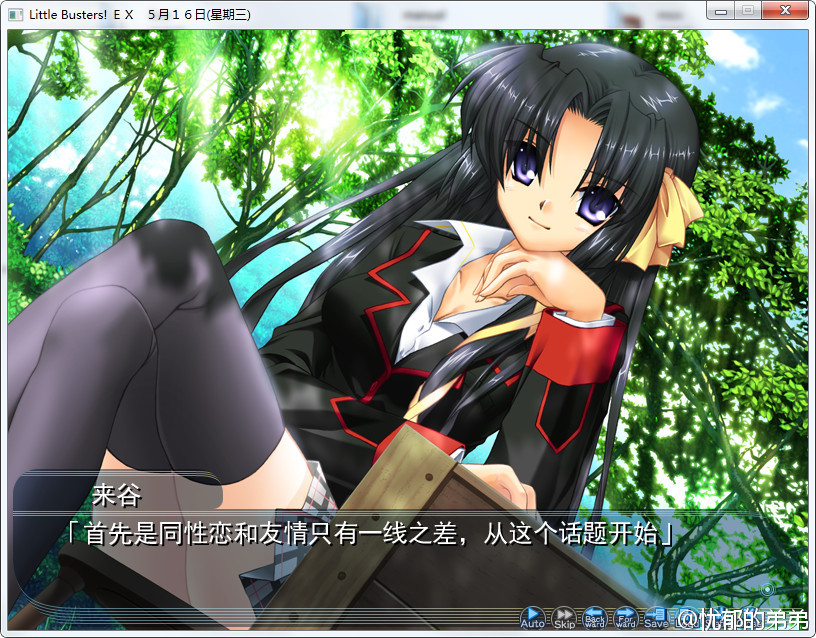 Little Busters! ＥＸ　５月１６日(星期三)
来谷
「首先是同性恋和友情只有一线之差，从这个话题开始」
Auto Skip Back ward For ward Save
@忧郁的弟弟